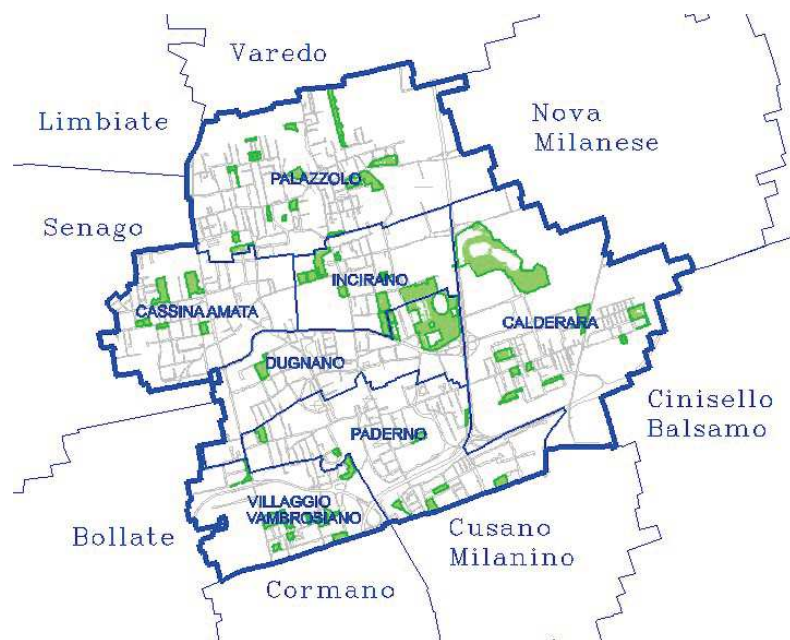 Varedo
Limbiate
Nova
Milanese
PALAZZOLO
Senago
INCIRANO
CASSINA AMATA
CALDERARA
DUGNANO
Cinisello
Balsamo
PADERNO
VILLAGGIO
VAMBROSIANO
Bollate
Cusano
Milanino
Cormano